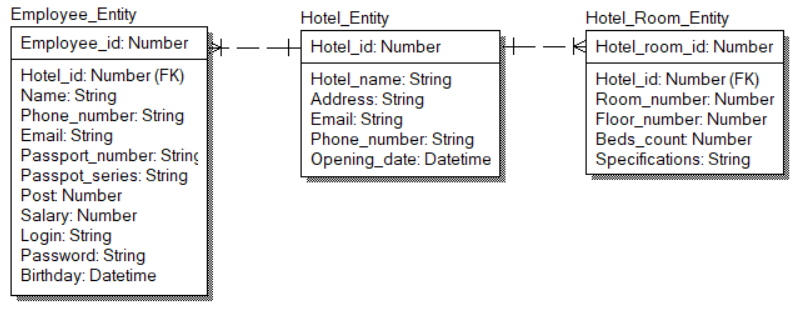 Employee_Entity
Employee_id: Number
Hotel_id: Number (FK)
Name: String
Phone_number: String
Email: String
Passport_number: String
Passpot_series: String
Post: Number
Salary: Number
Login: String
Password: String
Birthday: Datetime
Hotel_Entity
Hotel_id: Number
Hotel_name: String
Address: String
Email: String
Phone_number: String
Opening_date: Datetime
Hotel_Room_Entity
Hotel_room_id: Number
Hotel_id: Number (FK)
Room_number: Number
Floor_number: Number
Beds_count: Number
Specifications: String